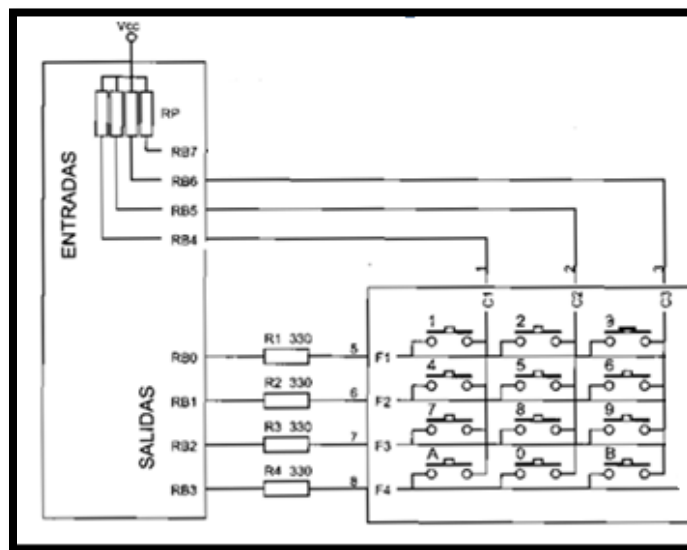 Vcc
RP
RB7
RB6
RB5
RB4
ENTRADAS
1 2 3
C1 C2 C3
1 2 3
R1 330
RB0 5 F1
4 5 6
R2 330
RB1 6 F2
7 8 9
R3 330
RB2 7 F3
A 0 B
R4 330
RB3 8 F4
SALIDAS